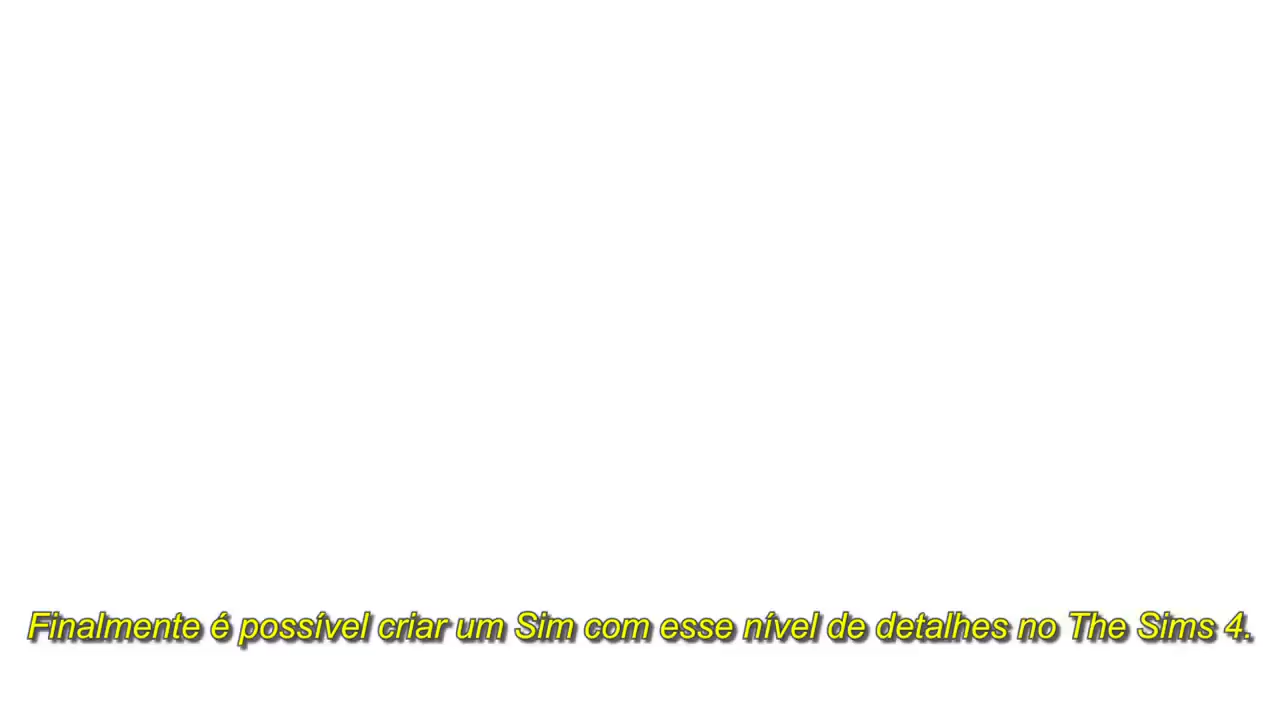 Finalmente é possível criar um Sim com esse nível de detalhes no The Sims 4.